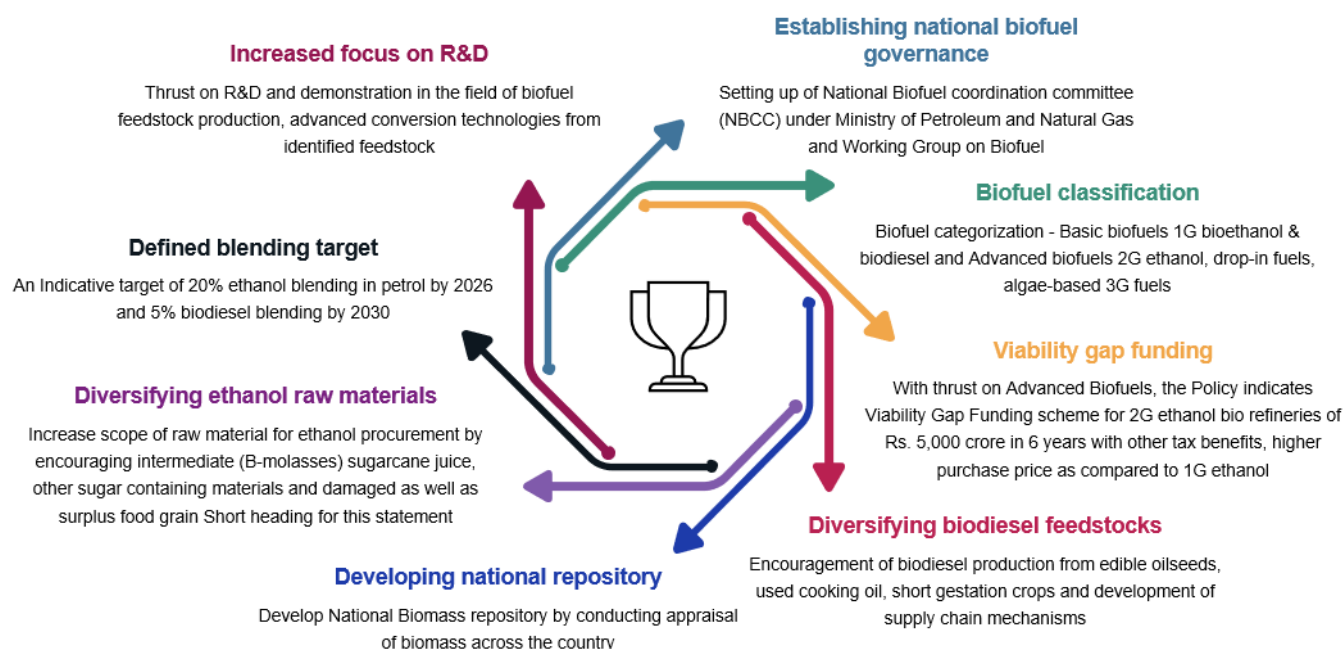 Increased focus on R&D
Thrust on R&D and demonstration in the field of biofuel
feedstock production, advanced conversion technologies from
identified feedstock
Establishing national biofuel
governance
Setting up of National Biofuel coordination committee
(NBCC) under Ministry of Petroleum and Natural Gas
and Working Group on Biofuel
Biofuel classification
Biofuel categorization - Basic biofuels 1G bioethanol &
biodiesel and Advanced biofuels 2G ethanol, drop-in fuels,
algae-based 3G fuels
Defined blending target
An Indicative target of 20% ethanol blending in petrol by 2026
and 5% biodiesel blending by 2030
Viability gap funding
With thrust on Advanced Biofuels, the Policy indicates
Viability Gap Funding scheme for 2G ethanol bio refineries of
Rs. 5,000 crore in 6 years with other tax benefits, higher
purchase price as compared to 1G ethanol
Diversifying ethanol raw materials
Increase scope of raw material for ethanol procurement by
encouraging intermediate (B-molasses) sugarcane juice,
other sugar containing materials and damaged as well as
surplus food grain Short heading for this statement
Diversifying biodiesel feedstocks
Encouragement of biodiesel production from edible oilseeds,
used cooking oil, short gestation crops and development of
supply chain mechanisms
Developing national repository
Develop National Biomass repository by conducting appraisal
of biomass across the country